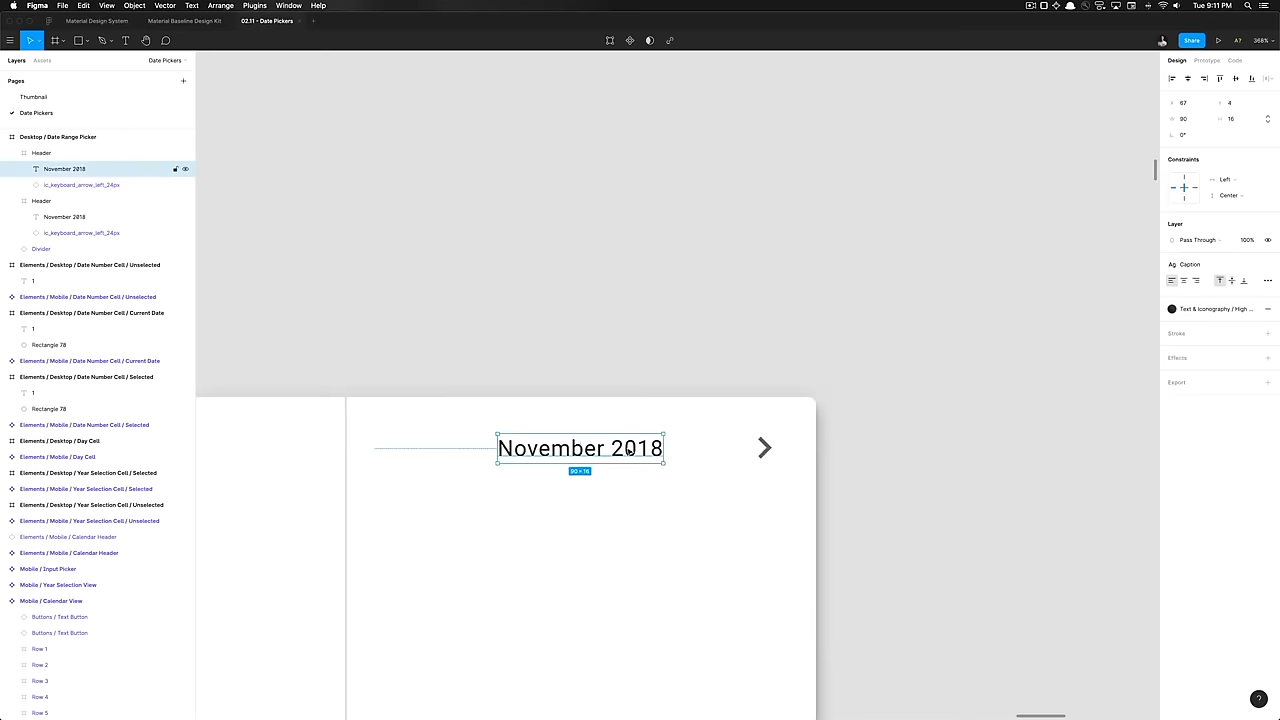 Figma File Edit View Object Vector Text Arrange Plugins Window Help Tue 9:11 PM
Material Design System Material Baseline Design Kit 02.11 - Date Pickers
Share A? 368%
Layers Assets Date Pickers
Pages
Thumbnail
Date Pickers
Desktop / Date Range Picker
Header
November 2018
ic_keyboard_arrow_left_24px
Header
November 2018
ic_keyboard_arrow_left_24px
Divider
Elements / Desktop / Date Number Cell / Unselected
1
Elements / Mobile / Date Number Cell / Unselected
Elements / Desktop / Date Number Cell / Current Date
1
Rectangle 78
Elements / Mobile / Date Number Cell / Current Date
Elements / Desktop / Date Number Cell / Selected
1
Rectangle 78
Elements / Mobile / Date Number Cell / Selected
Elements / Desktop / Day Cell
Elements / Mobile / Day Cell
Elements / Desktop / Year Selection Cell / Selected
Elements / Mobile / Year Selection Cell / Selected
Elements / Desktop / Year Selection Cell / Unselected
Elements / Mobile / Year Selection Cell / Unselected
Elements / Mobile / Calendar Header
Elements / Mobile / Calendar Header
Mobile / Input Picker
Mobile / Year Selection View
Mobile / Calendar View
Buttons / Text Button
Buttons / Text Button
Row 1
Row 2
Row 3
Row 4
Row 5
November 2018
90 × 16
Design Prototype Code
X 67 Y 4
W 90 H 16
0°
Constraints
Left
Center
Layer
Pass Through 100%
Ag Caption
Text & Iconography / High ...
Stroke
Effects
Export
?